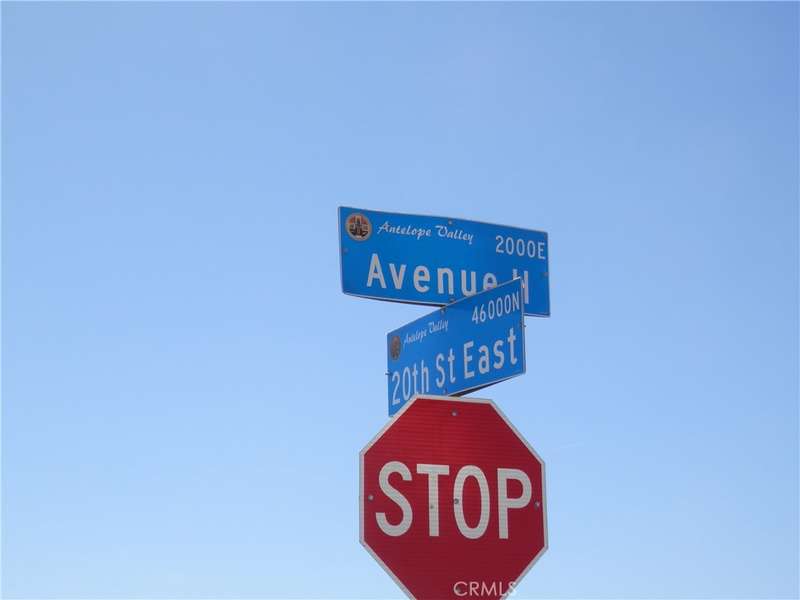 Antelope Valley 2000E
Avenue H
Antelope Valley 46000N
20th St East
STOP
CRMLS